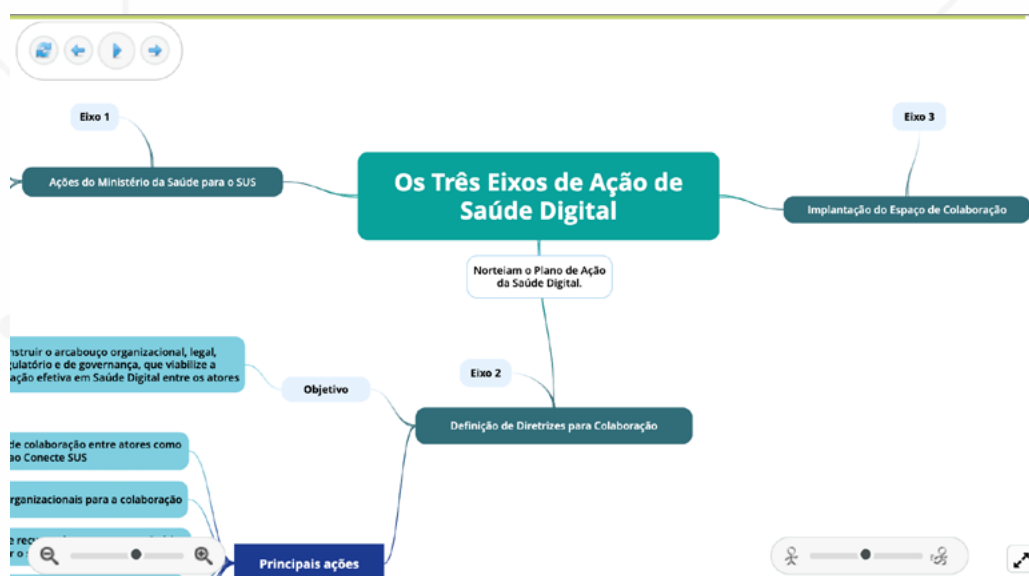 Eixo 1
Ações do Ministério da Saúde para o SUS
Os Três Eixos de Ação de
Saúde Digital
Eixo 3
Implantação do Espaço de Colaboração
Norteiam o Plano de Ação
da Saúde Digital.
Eixo 2
Definição de Diretrizes para Colaboração
Objetivo
nstruir o arcabouço organizacional, legal,
gulatório e de governança, que viabilize a
ação efetiva em Saúde Digital entre os atores
de colaboração entre atores como
ao Conecte SUS
rganizacionais para a colaboração
Principais ações